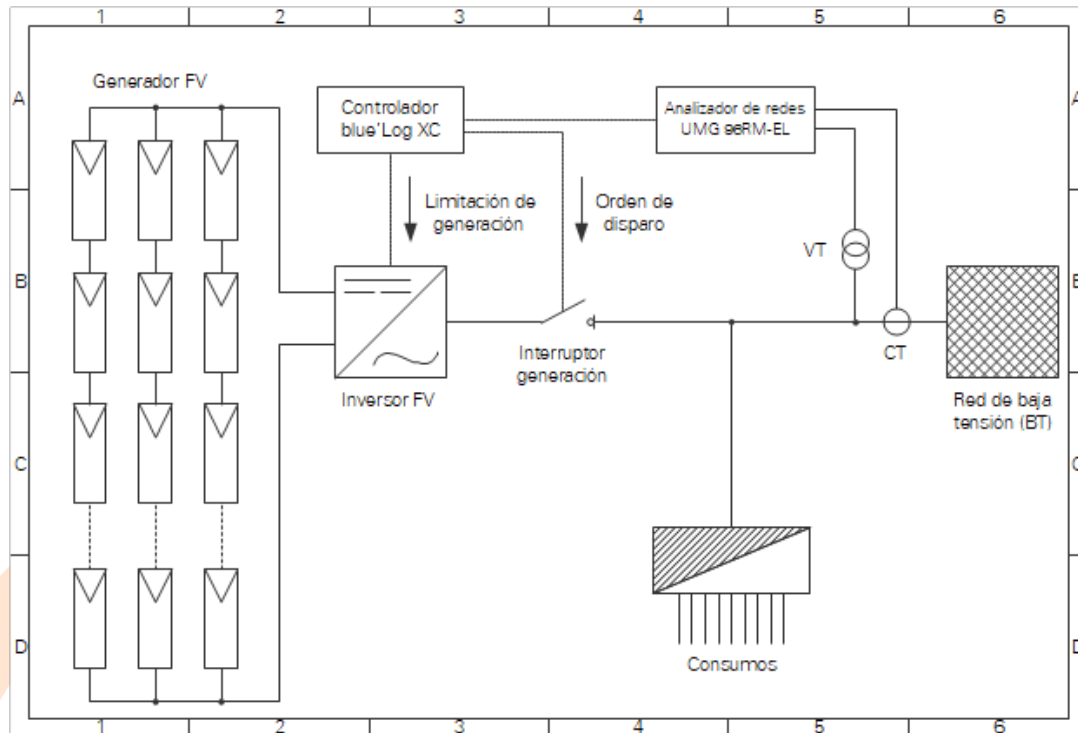 1 2 3 4 5 6
Generador FV
A
A
Controlador
blue'Log XC
Analizador de redes
UMG 96RM-EL
Limitación de
generación
Orden de
disparo
VT
B
B
CT
Interruptor
generación
Inversor FV
Red de baja
tensión (BT)
C
C
D
D
Consumos
1 2 3 4 5 6